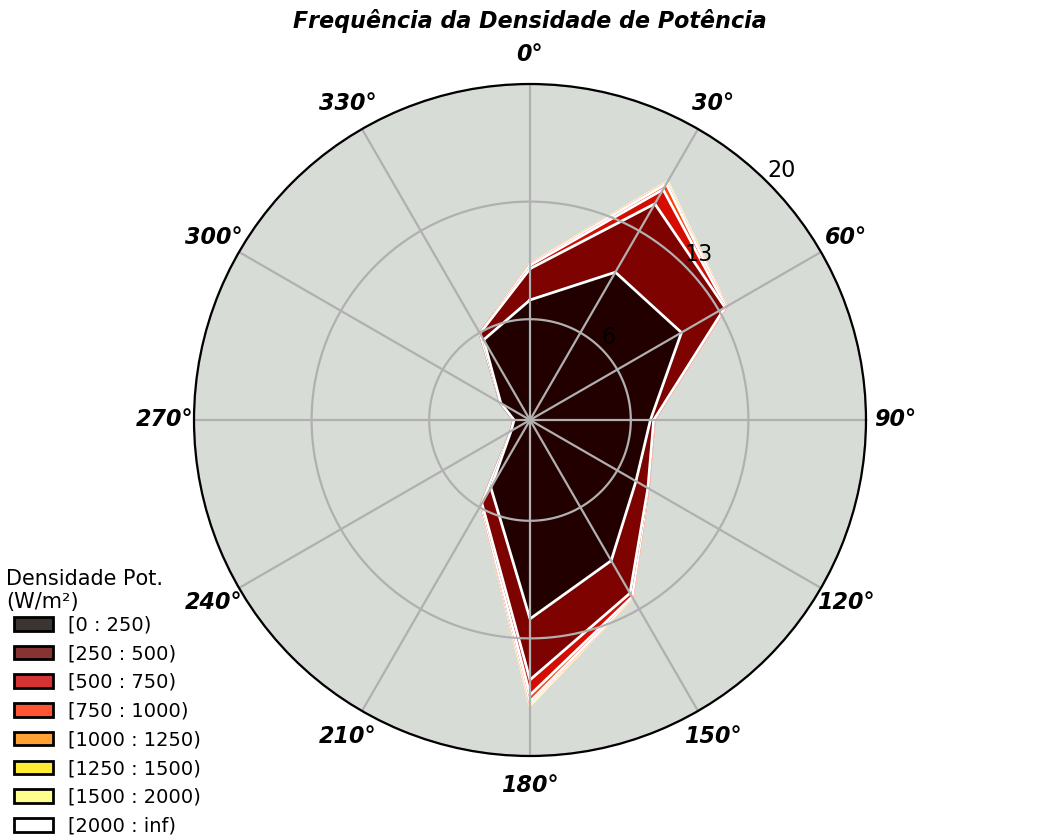 Frequência da Densidade de Potência
0°
330°
30°
20
300°
60°
13
6
270°
90°
240°
120°
210°
150°
180°
Densidade Pot.
(W/m²)
[0 : 250)
[250 : 500)
[500 : 750)
[750 : 1000)
[1000 : 1250)
[1250 : 1500)
[1500 : 2000)
[2000 : inf)